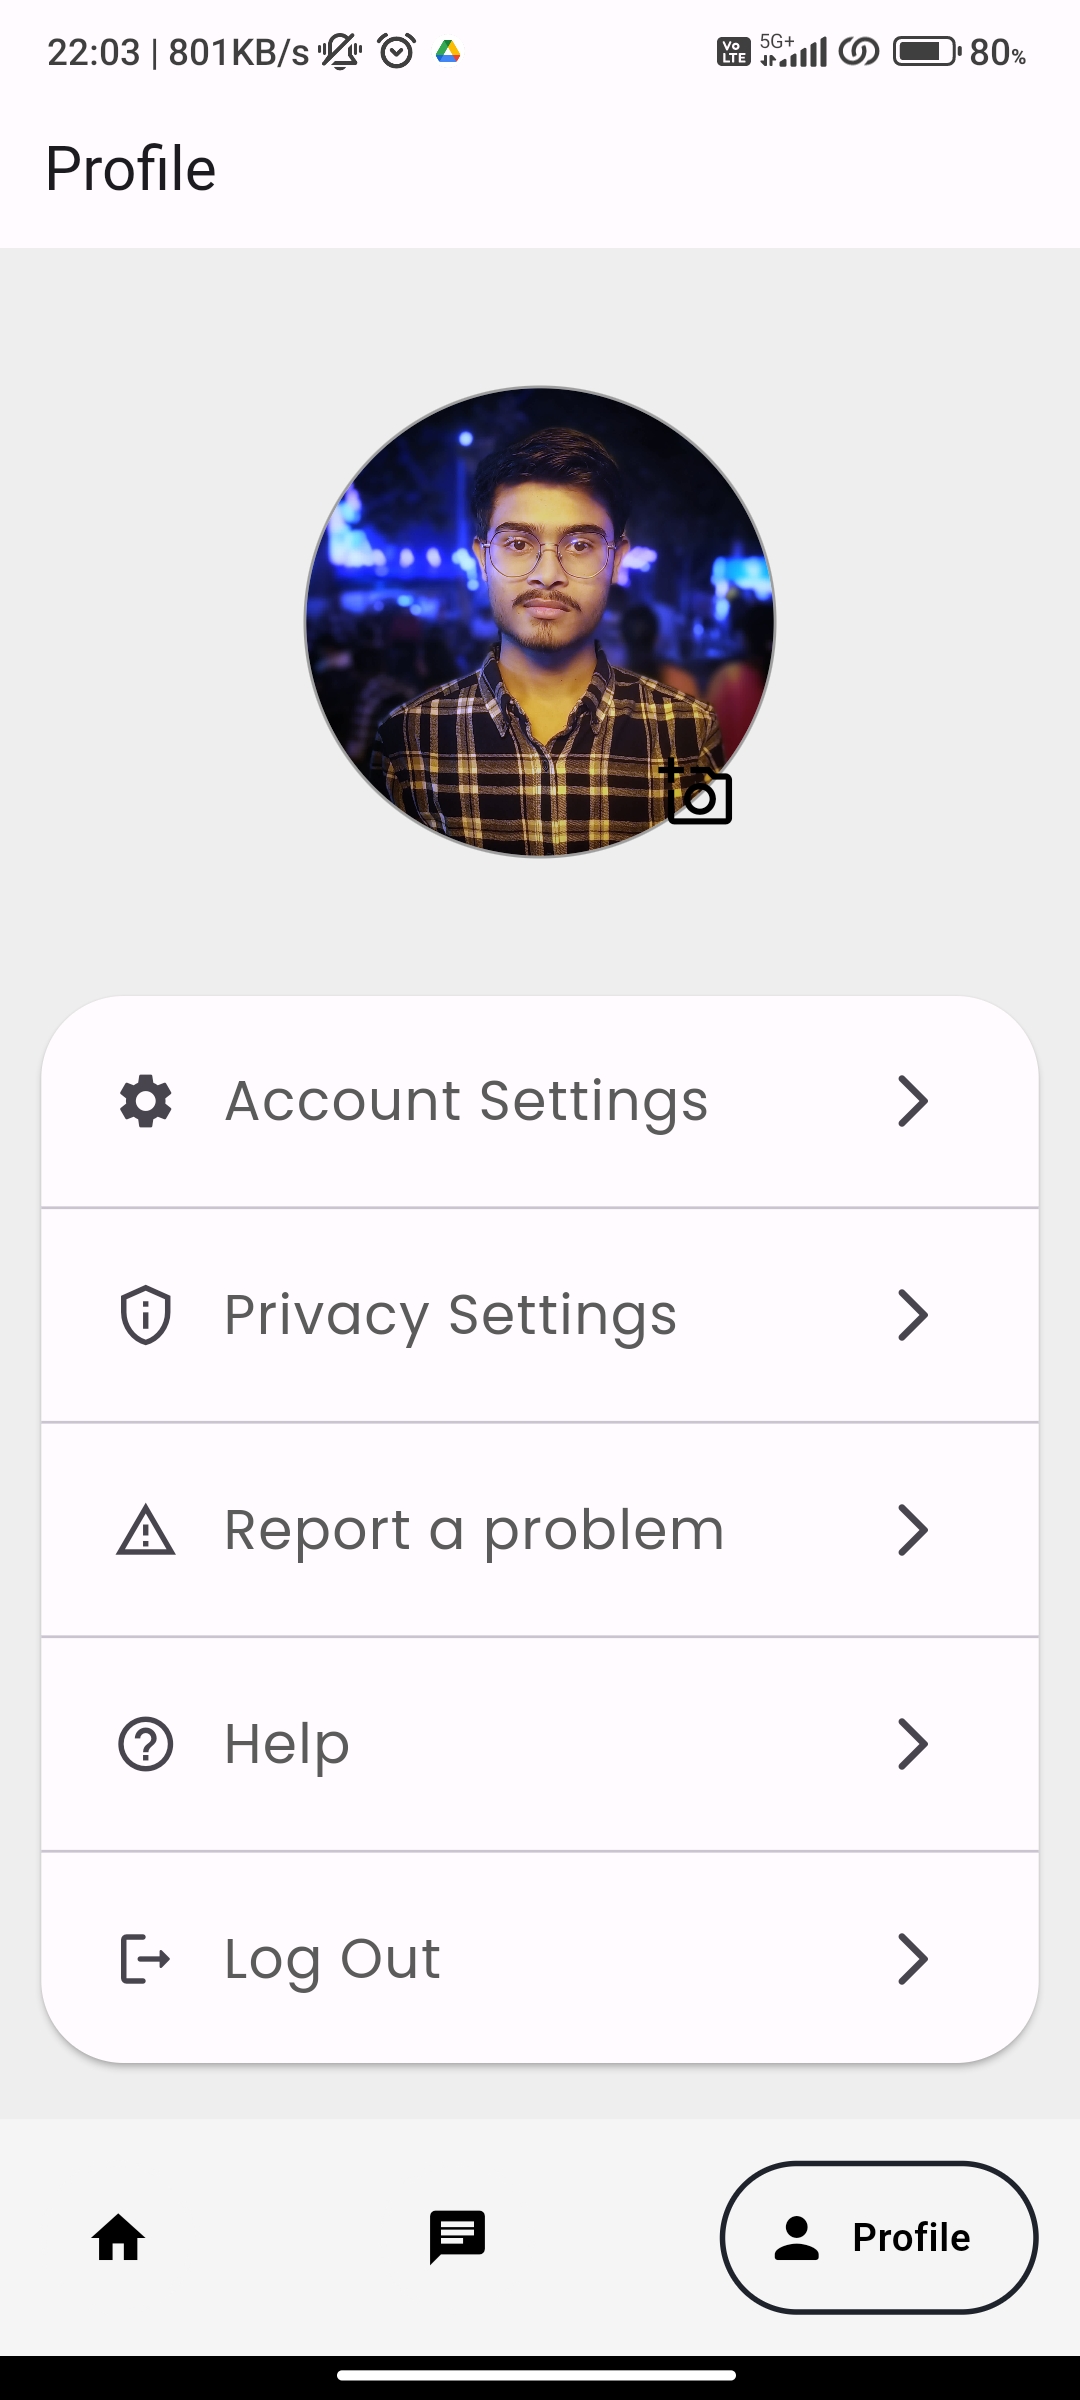 22:03 | 801KB/s Vo LTE 5G+ 80%
Profile
Account Settings
Privacy Settings
Report a problem
Help
Log Out
Profile